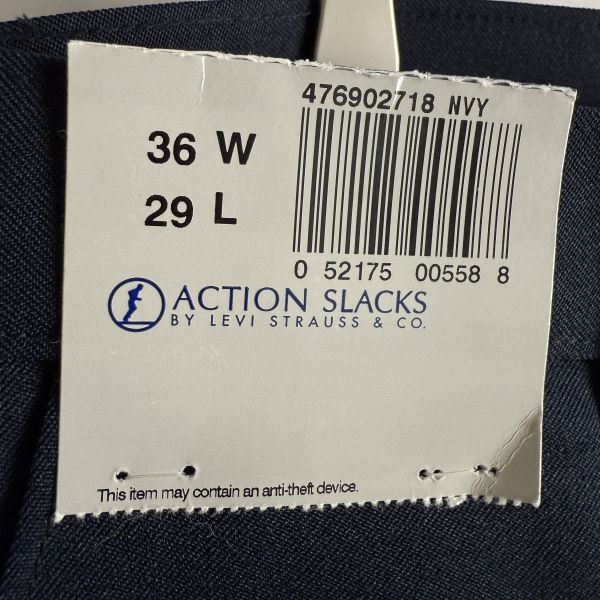 476902718 NVY
36 W
29 L
0 52175 00558 8
ACTION SLACKS
BY LEVI STRAUSS & CO.
This item may contain an anti-theft device.